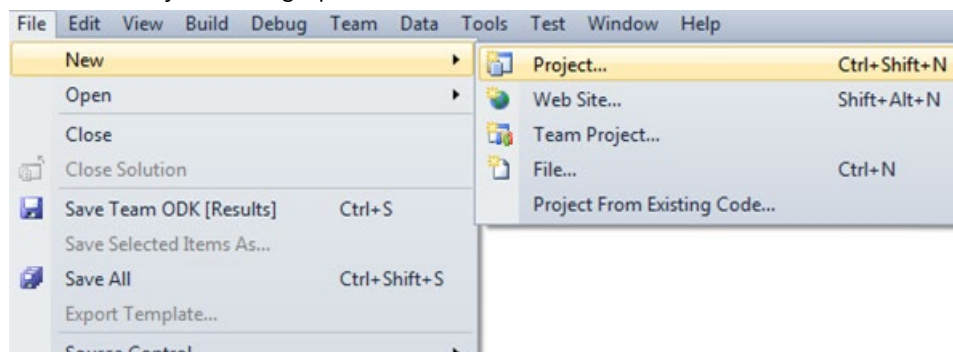 File Edit View Build Debug Team Data Tools Test Window Help
New
Project... Ctrl+Shift+N
Open
Web Site... Shift+Alt+N
Close
Team Project...
Close Solution
File... Ctrl+N
Save Team ODK [Results] Ctrl+S
Project From Existing Code...
Save Selected Items As...
Save All Ctrl+Shift+S
Export Template...
Source Control